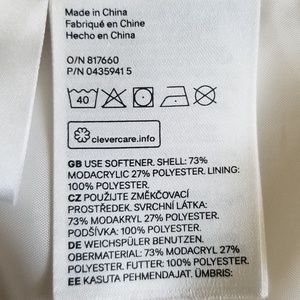 Made in China
Fabriqué en Chine
Hecho en China
O/N 817660
P/N 0435941 5
40
clevercare.info
GB USE SOFTENER. SHELL: 73%
MODACRYLIC 27% POLYESTER. LINING:
100% POLYESTER.
CZ POUŽIJTE ZMĚKČOVACÍ
PROSTŘEDEK. SVRCHNÍ LÁTKA:
73% MODAKRYL 27% POLYESTER.
PODŠÍVKA: 100% POLYESTER.
DE WEICHSPÜLER BENUTZEN.
OBERMATERIAL: 73% MODACRYL 27%
POLYESTER. FUTTER: 100% POLYESTER.
EE KASUTA PEHMENDAJAT. ÜMBRIS: